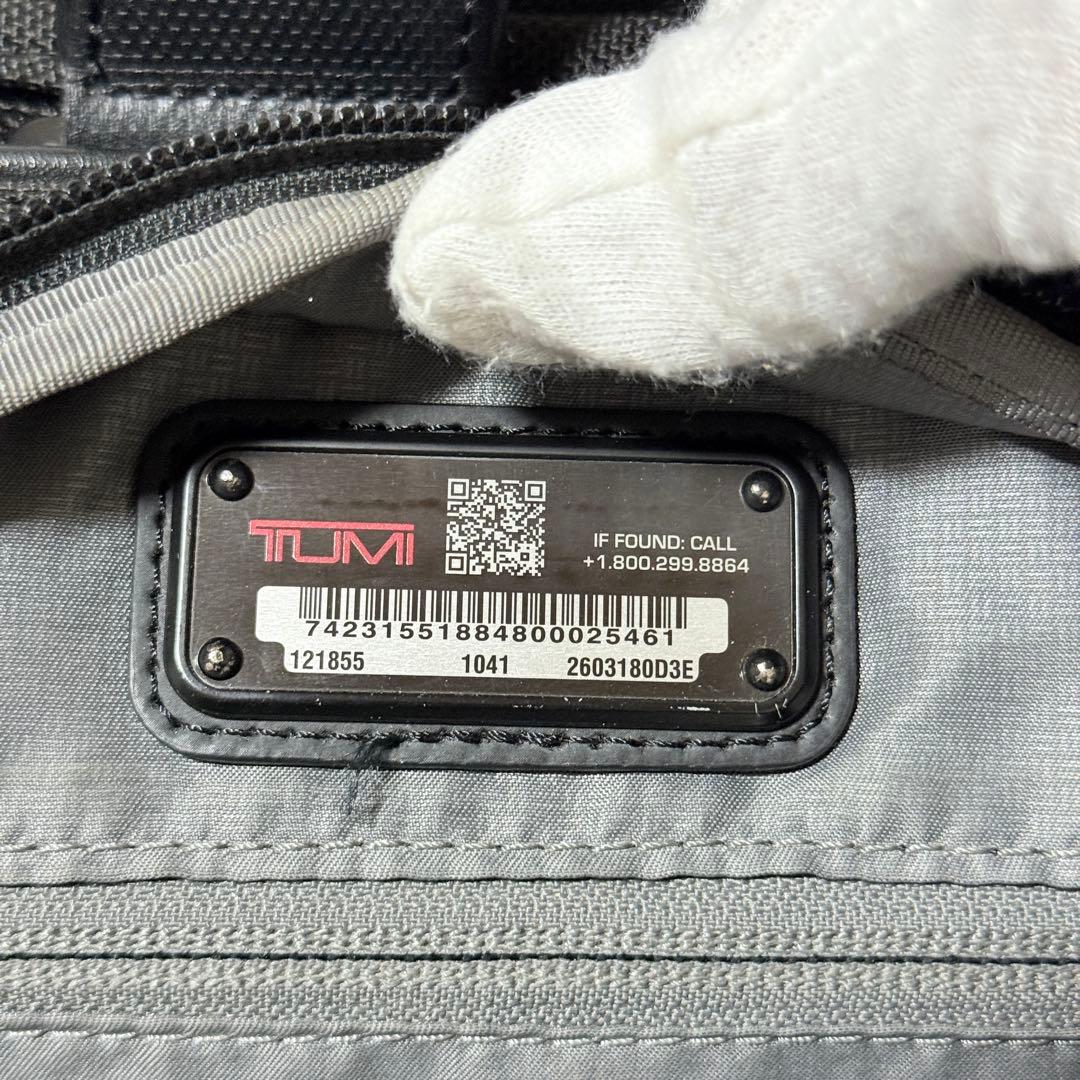 TUMI
IF FOUND: CALL
+1.800.299.8864
74231551884800025461
121855 1041 2603180D3E